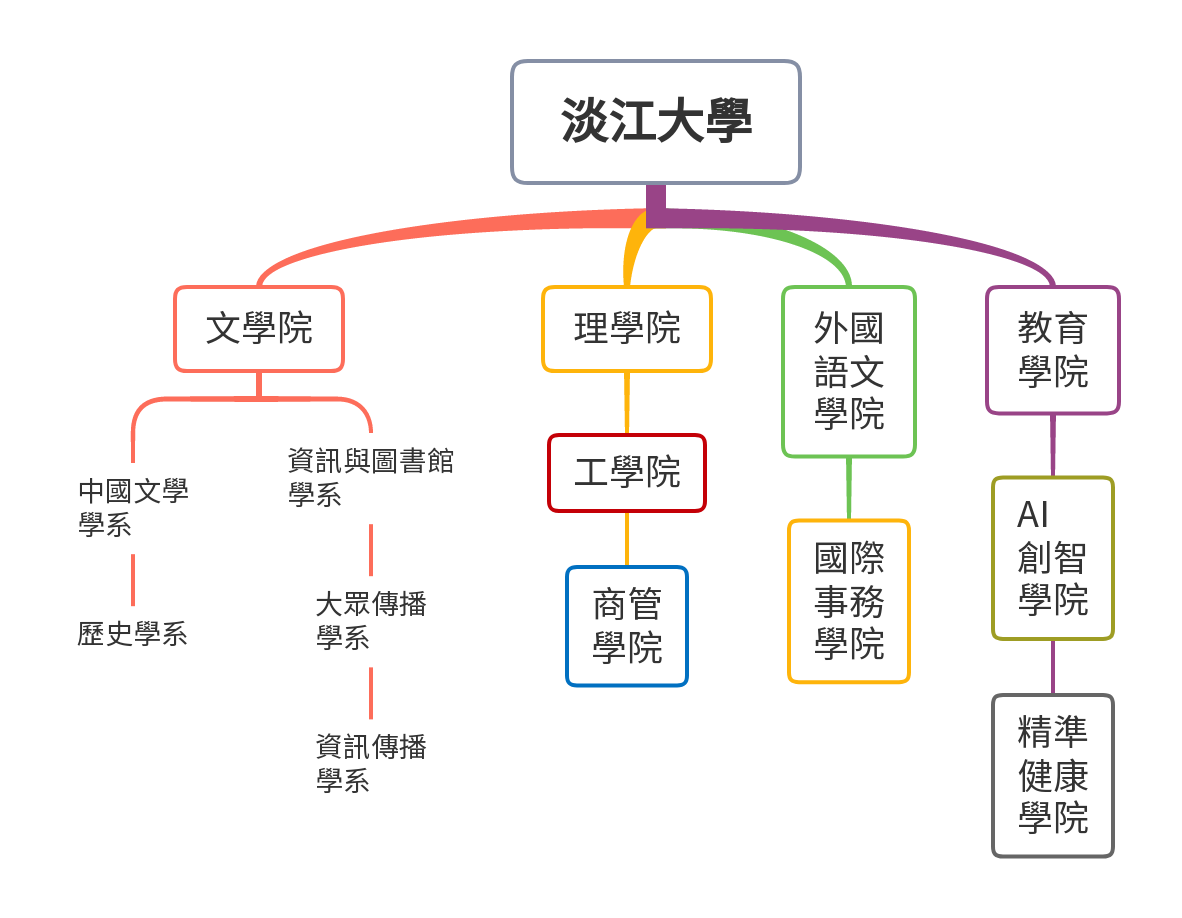 淡江大學
文學院
中國文學
學系
歷史學系
資訊與圖書館
學系
大眾傳播
學系
資訊傳播
學系
理學院
工學院
商管
學院
外國
語文
學院
國際
事務
學院
教育
學院
AI
創智
學院
精準
健康
學院